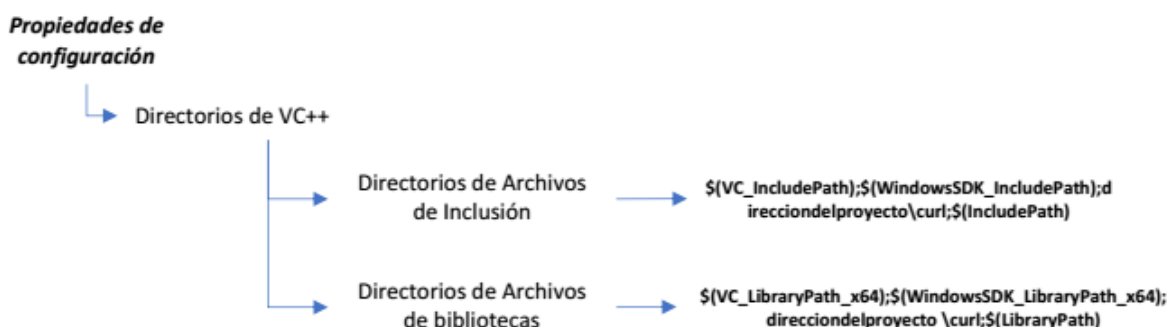 Propiedades de
configuración
Directorios de VC++
Directorios de Archivos
de Inclusión
$(VC_IncludePath);$(WindowsSDK_IncludePath);d
irecciondelproyecto\curl;$(IncludePath)
Directorios de Archivos
de bibliotecas
$(VC_LibraryPath_x64);$(WindowsSDK_LibraryPath_x64);
direcciondelproyecto \curl;$(LibraryPath)